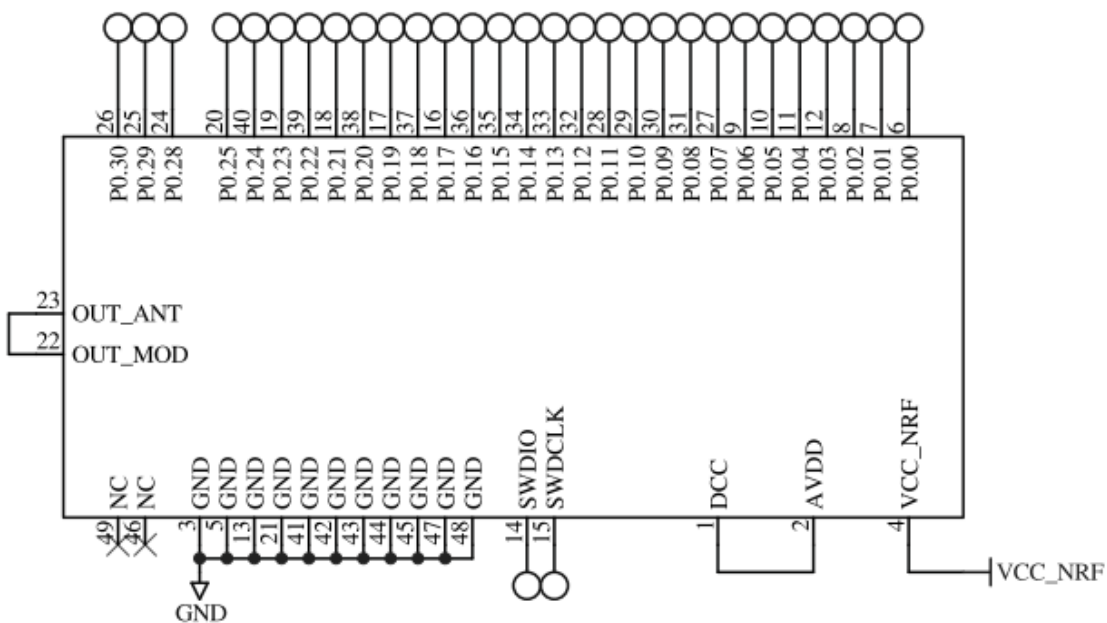 26 25 24 20 40 19 39 18 38 17 37 16 36 35 34 33 32 28 29 30 31 27 9 10 11 12 8 7 6
P0.30 P0.29 P0.28 P0.25 P0.24 P0.23 P0.22 P0.21 P0.20 P0.19 P0.18 P0.17 P0.16 P0.15 P0.14 P0.13 P0.12 P0.11 P0.10 P0.09 P0.08 P0.07 P0.06 P0.05 P0.04 P0.03 P0.02 P0.01 P0.00
23 OUT_ANT
22 OUT_MOD
NC NC GND GND GND GND GND GND GND GND GND GND GND SWDIO SWDCLK DCC AVDD VCC_NRF
49 46 3 5 13 21 41 42 43 44 45 47 48 14 15 1 2 4
VCC_NRF
GND